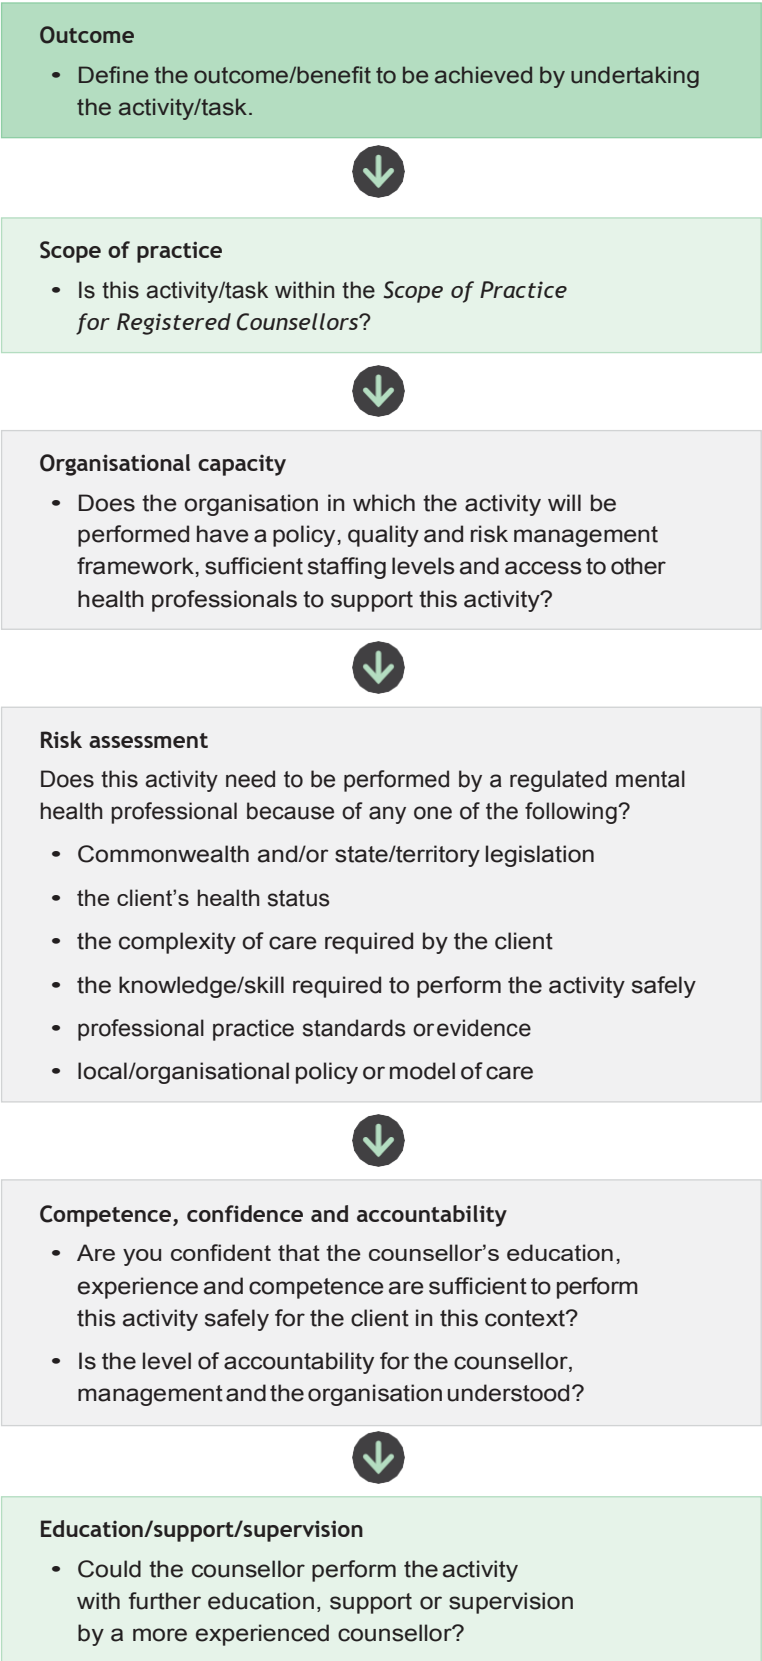 Outcome
• Define the outcome/benefit to be achieved by undertaking
the activity/task.
Scope of practice
• Is this activity/task within the Scope of Practice
for Registered Counsellors?
Organisational capacity
• Does the organisation in which the activity will be
performed have a policy, quality and risk management
framework, sufficient staffing levels and access to other
health professionals to support this activity?
Risk assessment
Does this activity need to be performed by a regulated mental
health professional because of any one of the following?
• Commonwealth and/or state/territory legislation
• the client's health status
• the complexity of care required by the client
• the knowledge/skill required to perform the activity safely
• professional practice standards or evidence
• local/organisational policy or model of care
Competence, confidence and accountability
• Are you confident that the counsellor's education,
experience and competence are sufficient to perform
this activity safely for the client in this context?
• Is the level of accountability for the counsellor,
management and the organisation understood?
Education/support/supervision
• Could the counsellor perform the activity
with further education, support or supervision
by a more experienced counsellor?